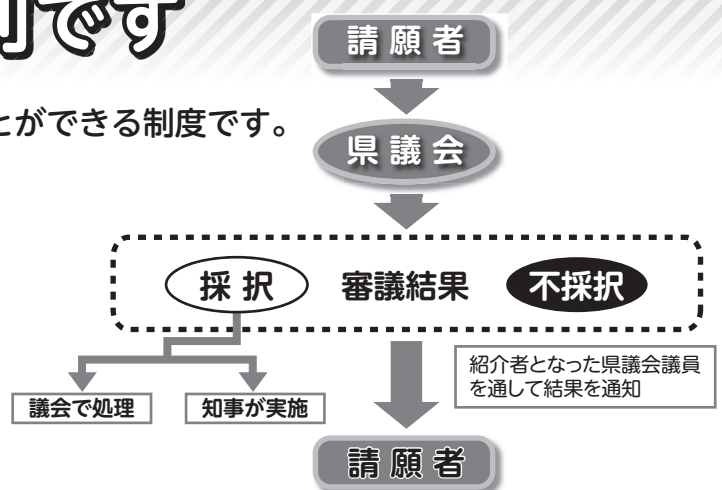 です
請願者
とができる制度です。
県議会
採択 審議結果 不採択
紹介者となった県議会議員
を通して結果を通知
議会で処理 知事が実施
請願者